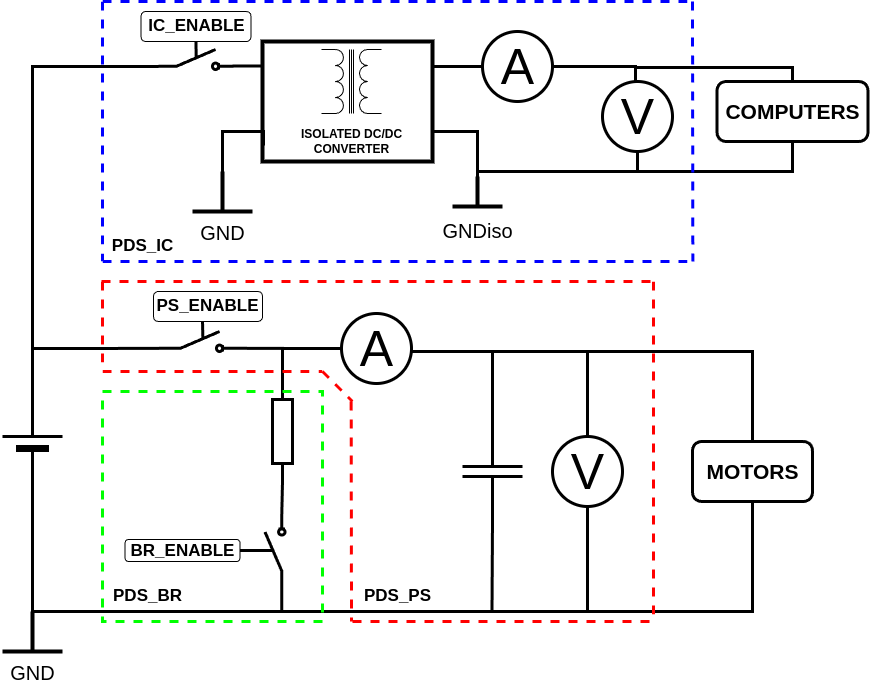 IC_ENABLE
A
V
COMPUTERS
ISOLATED DC/DC
CONVERTER
GND
GNDiso
PDS_IC
PS_ENABLE
A
V
MOTORS
BR_ENABLE
PDS_BR
PDS_PS
GND